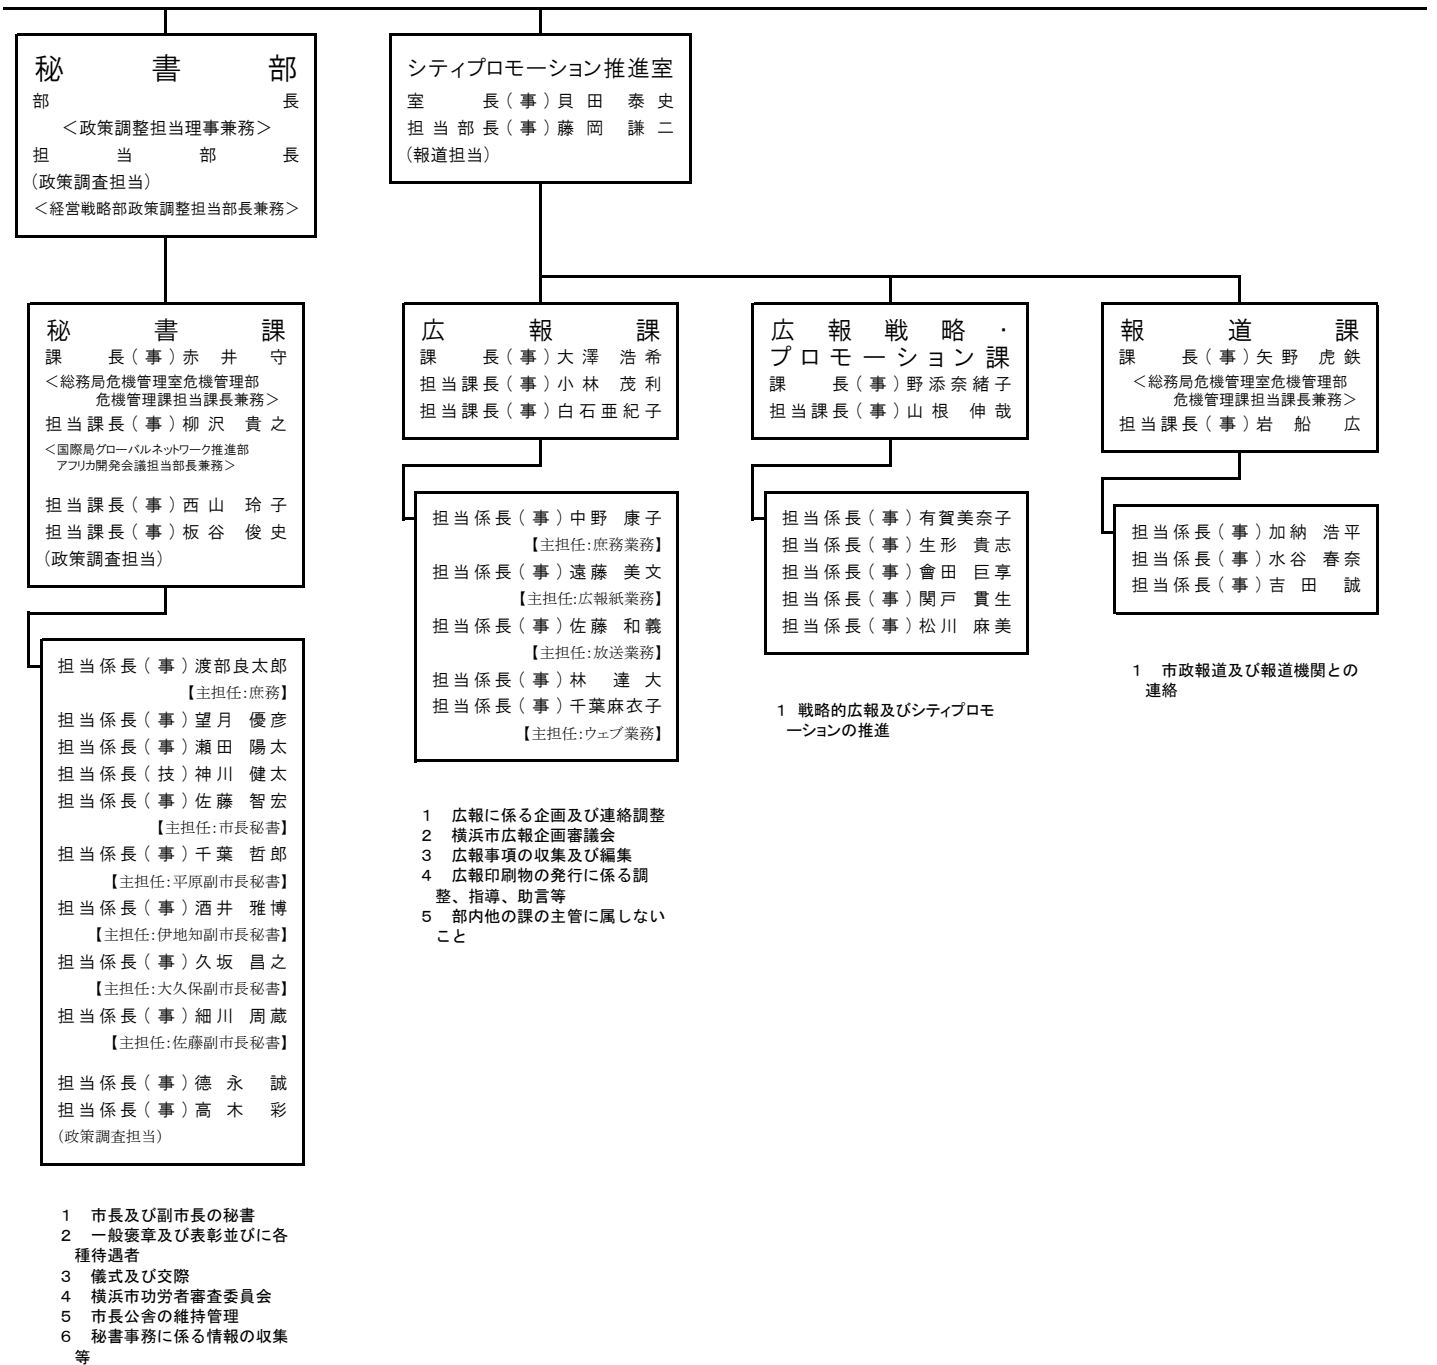 秘書部
部長
＜政策調整担当理事兼務＞
担当部長
(政策調査担当)
＜経営戦略部政策調整担当部長兼務＞
秘書課
課長(事)赤井守
＜総務局危機管理室危機管理部
危機管理課担当課長兼務＞
担当課長(事)柳沢貴之
＜国際局グローバルネットワーク推進部
アフリカ開発会議担当部長兼務＞
担当課長(事)西山玲子
担当課長(事)板谷俊史
(政策調査担当)
担当係長(事)渡部良太郎
【主担任:庶務】
担当係長(事)望月優彦
担当係長(事)瀬田陽太
担当係長(技)神川健太
担当係長(事)佐藤智宏
【主担任:市長秘書】
担当係長(事)千葉哲郎
【主担任:平原副市長秘書】
担当係長(事)酒井雅博
【主担任:伊地知副市長秘書】
担当係長(事)久坂昌之
【主担任:大久保副市長秘書】
担当係長(事)細川周蔵
【主担任:佐藤副市長秘書】
担当係長(事)德永誠
担当係長(事)高木彩
(政策調査担当)
1　市長及び副市長の秘書
2　一般褒章及び表彰並びに各
種待遇者
3　儀式及び交際
4　横浜市功労者審査委員会
5　市長公舎の維持管理
6　秘書事務に係る情報の収集
等
シティプロモーション推進室
室長(事)貝田泰史
担当部長(事)藤岡謙二
(報道担当)
広報課
課長(事)大澤浩希
担当課長(事)小林茂利
担当課長(事)白石亜紀子
担当係長(事)中野康子
【主担任:庶務業務】
担当係長(事)遠藤美文
【主担任:広報紙業務】
担当係長(事)佐藤和義
【主担任:放送業務】
担当係長(事)林達大
担当係長(事)千葉麻衣子
【主担任:ウェブ業務】
1　広報に係る企画及び連絡調整
2　横浜市広報企画審議会
3　広報事項の収集及び編集
4　広報印刷物の発行に係る調
整、指導、助言等
5　部内他の課の主管に属しない
こと
広報戦略・
プロモーション課
課長(事)野添奈緒子
担当課長(事)山根伸哉
担当係長(事)有賀美奈子
担当係長(事)生形貴志
担当係長(事)會田巨享
担当係長(事)関戸貫生
担当係長(事)松川麻美
1　戦略的広報及びシティプロモ
ーションの推進
報道課
課長(事)矢野虎鉄
＜総務局危機管理室危機管理部
危機管理課担当課長兼務＞
担当課長(事)岩船広
担当係長(事)加納浩平
担当係長(事)水谷春奈
担当係長(事)吉田誠
1　市政報道及び報道機関との
連絡